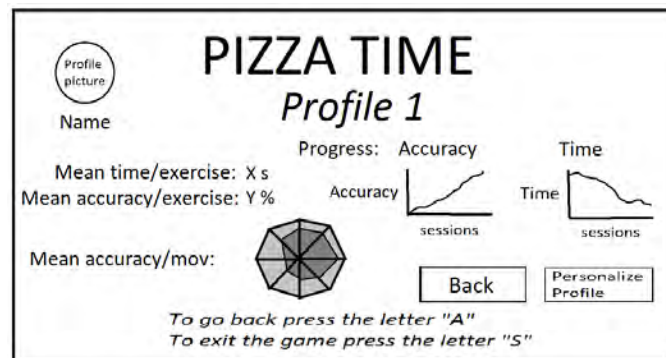 PIZZA TIME
Profile 1
Profile
picture
Name
Progress: Accuracy Time
Mean time/exercise: X s
Mean accuracy/exercise: Y %
Accuracy
sessions
Time
sessions
Mean accuracy/mov:
Back
Personalize
Profile
To go back press the letter "A"
To exit the game press the letter "S"